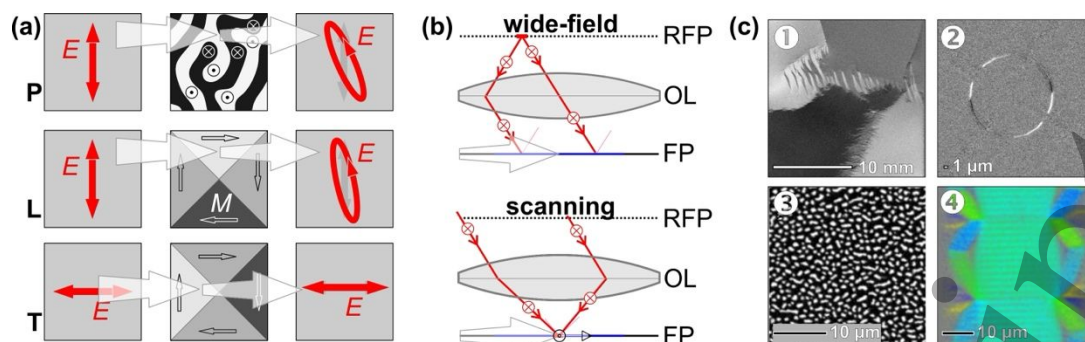 (a)
E
E
P
E
E
L
M
E
E
T
(b)
wide-field
RFP
OL
FP
scanning
RFP
OL
FP
(c)
1
10 mm
2
1 µm
3
10 µm
4
10 µm